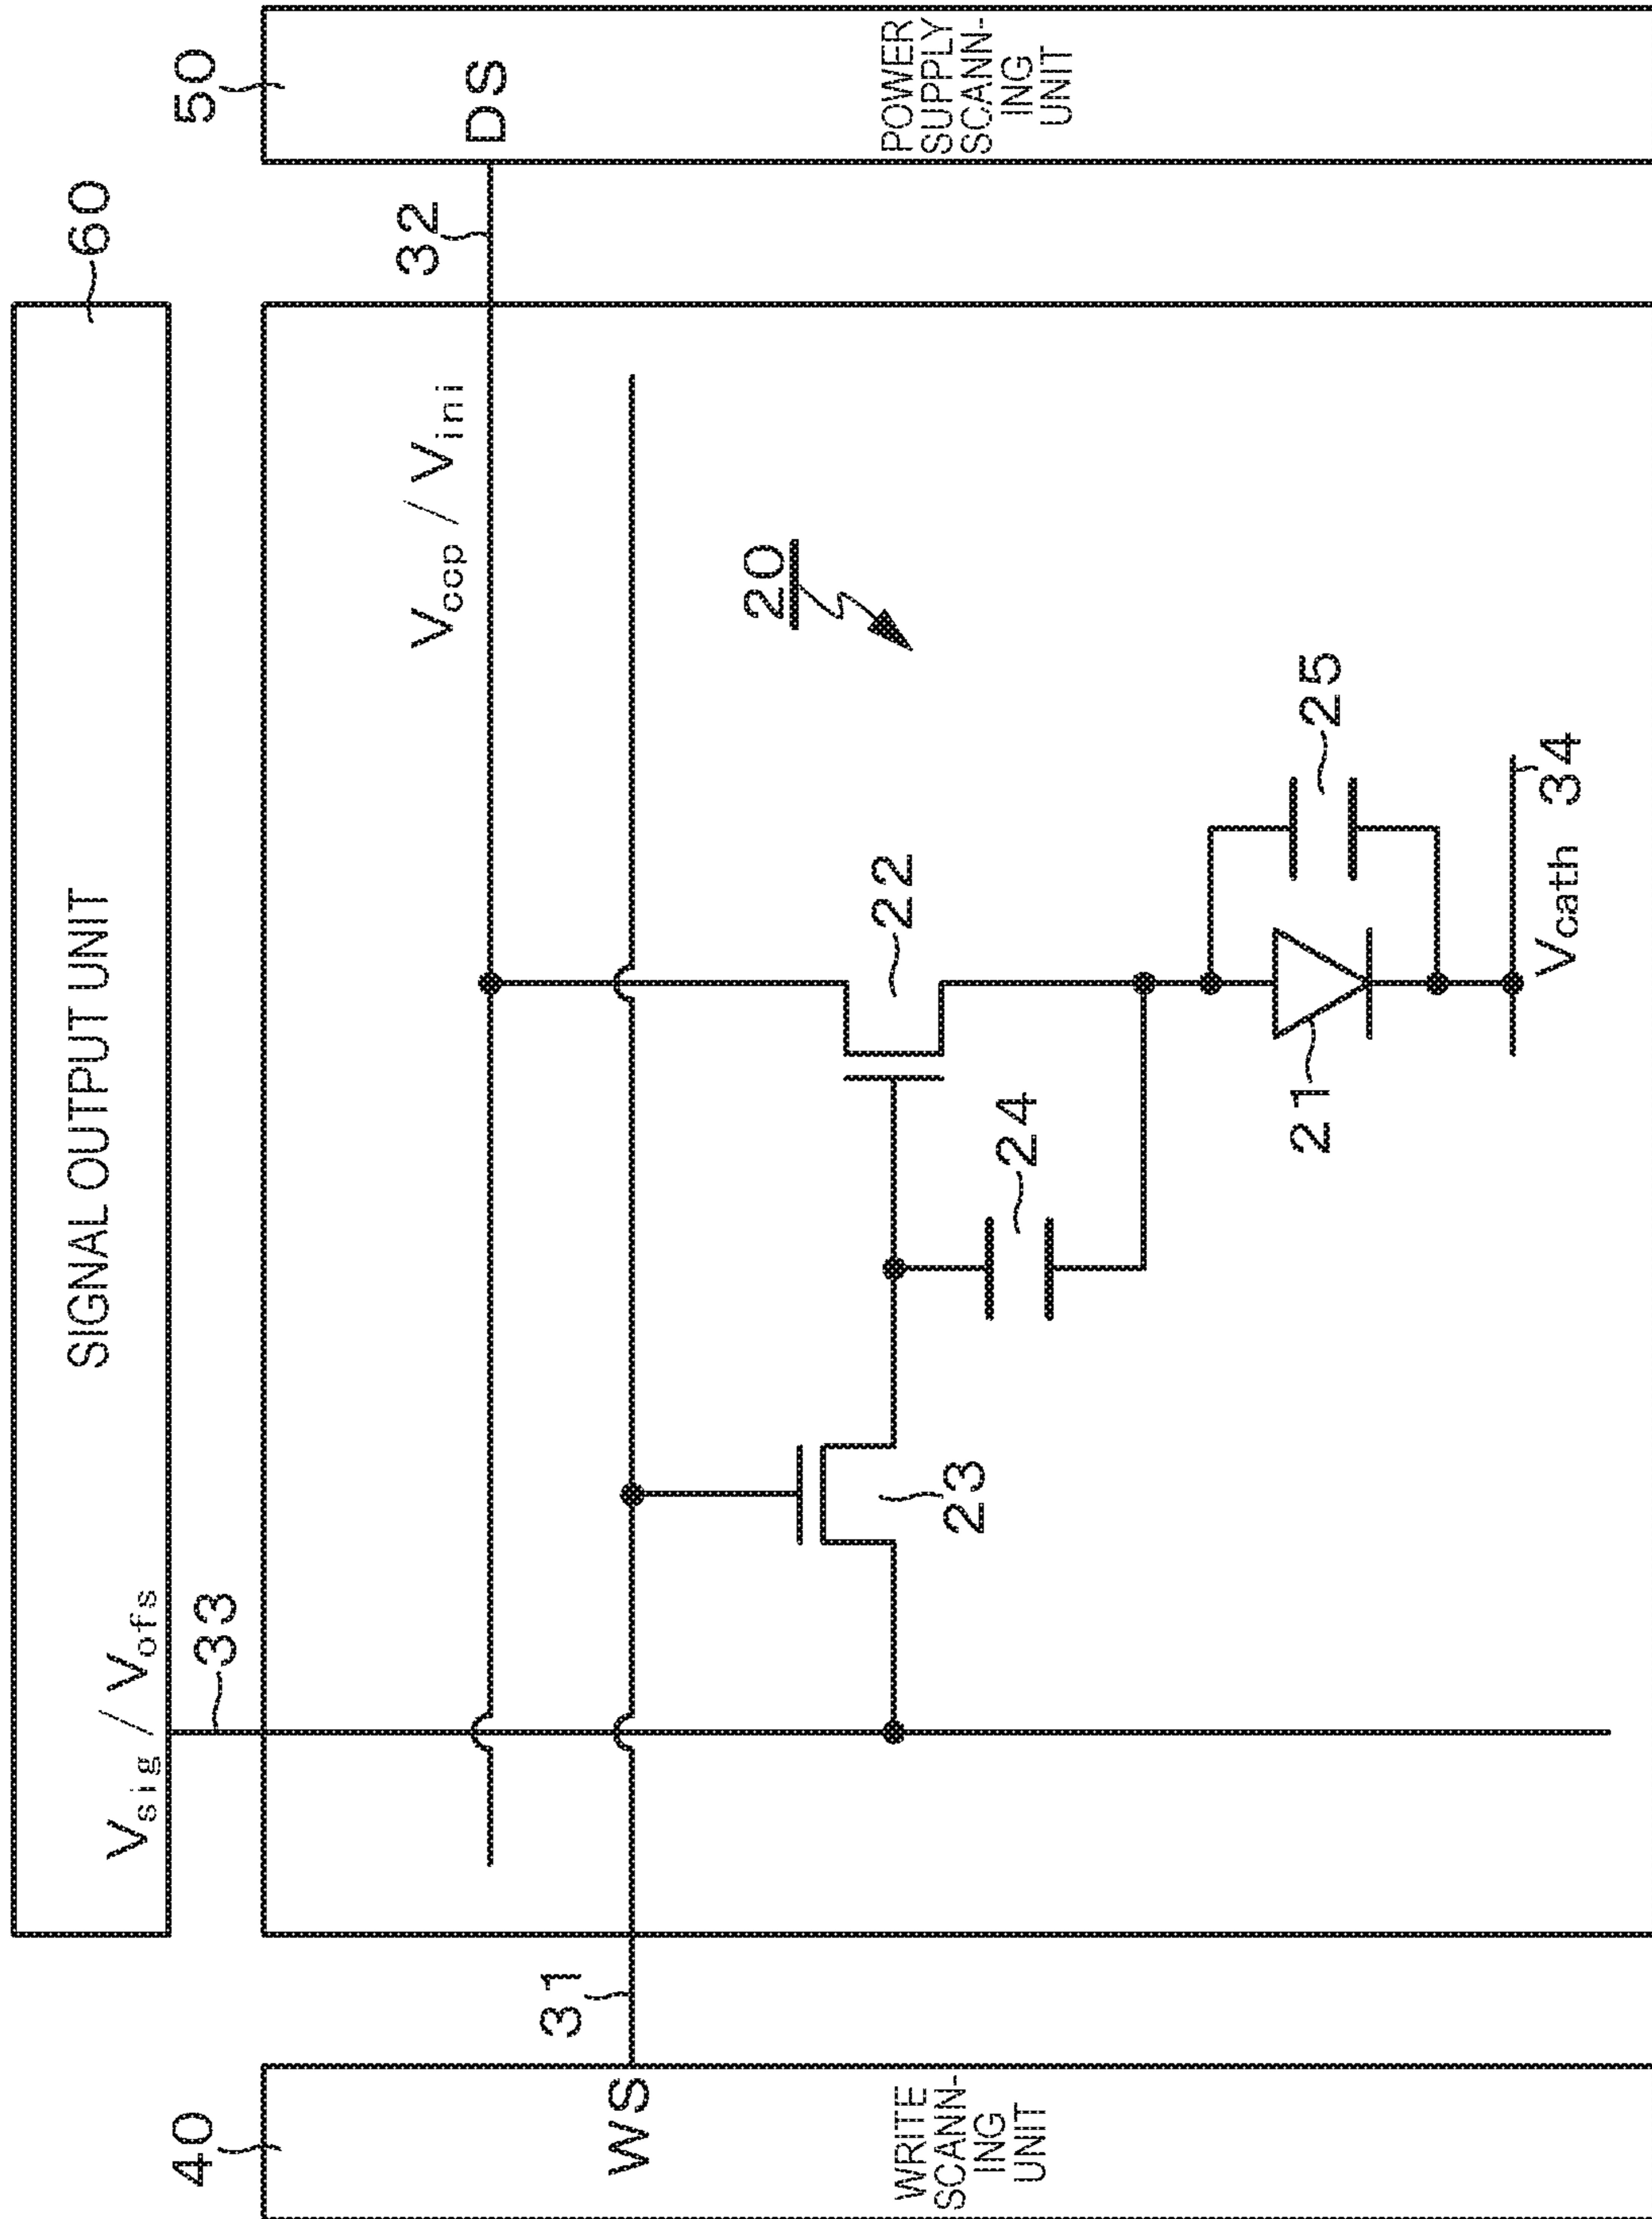 60
SIGNAL OUTPUT UNIT
Vsig / Vofs
33
40
50
WS
31
32
DS
Vccp / Vini
WRITE
SCANN-
ING
UNIT
POWER
SUPPLY
SCANN-
ING
UNIT
20
22
23
24
25
21
Vcath 34